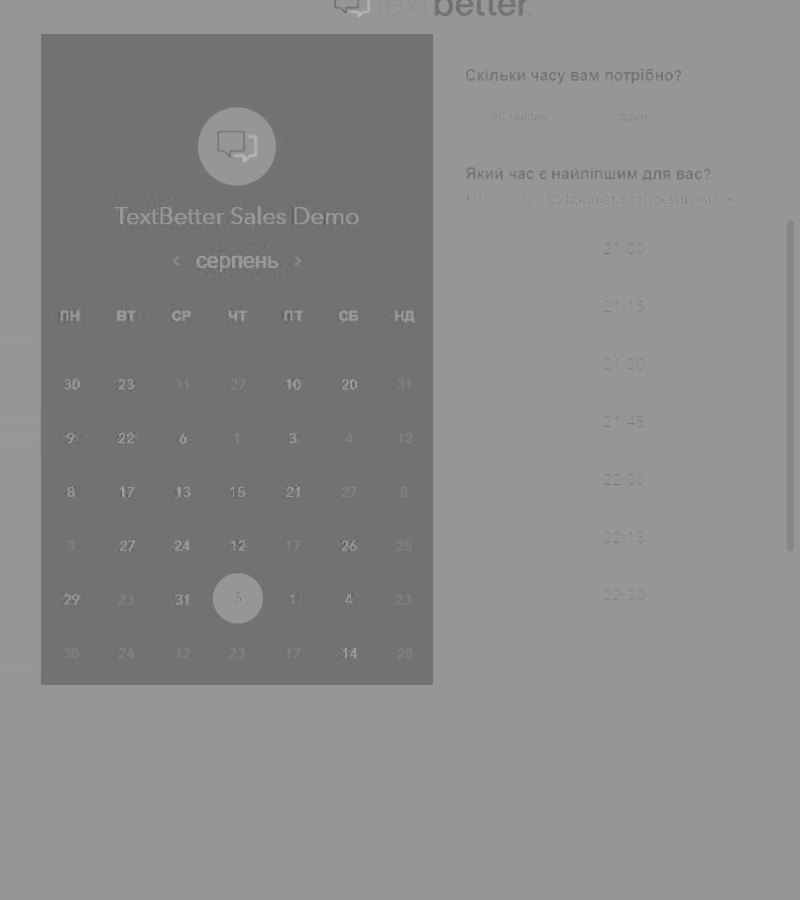 textbetter
TextBetter Sales Demo
‹ серпень ›
ПН ВТ СР ЧТ ПТ СБ НД
30 23 11 27 10 20 31
9 22 6 1 3 4 12
8 17 13 15 21 27 8
3 27 24 12 17 26 25
29 23 31 5 1 4 23
30 24 12 23 17 14 28
Скільки часу вам потрібно?
хвилин годин
Який час є найліпшим для вас?
Східноєвропейський час
21:00
21:15
21:30
21:45
22:00
22:15
22:30